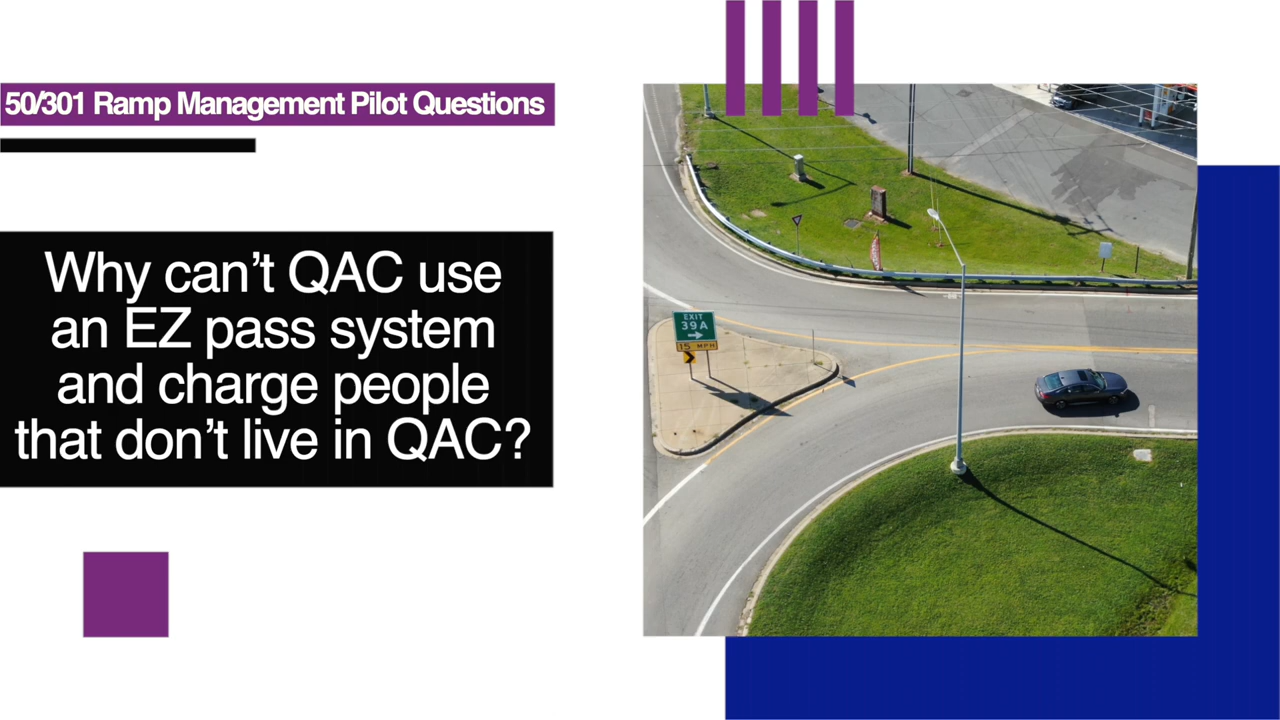 50/301 Ramp Management Pilot Questions
Why can’t QAC use
an EZ pass system
and charge people
that don’t live in QAC?
EXIT
39A
15 MPH